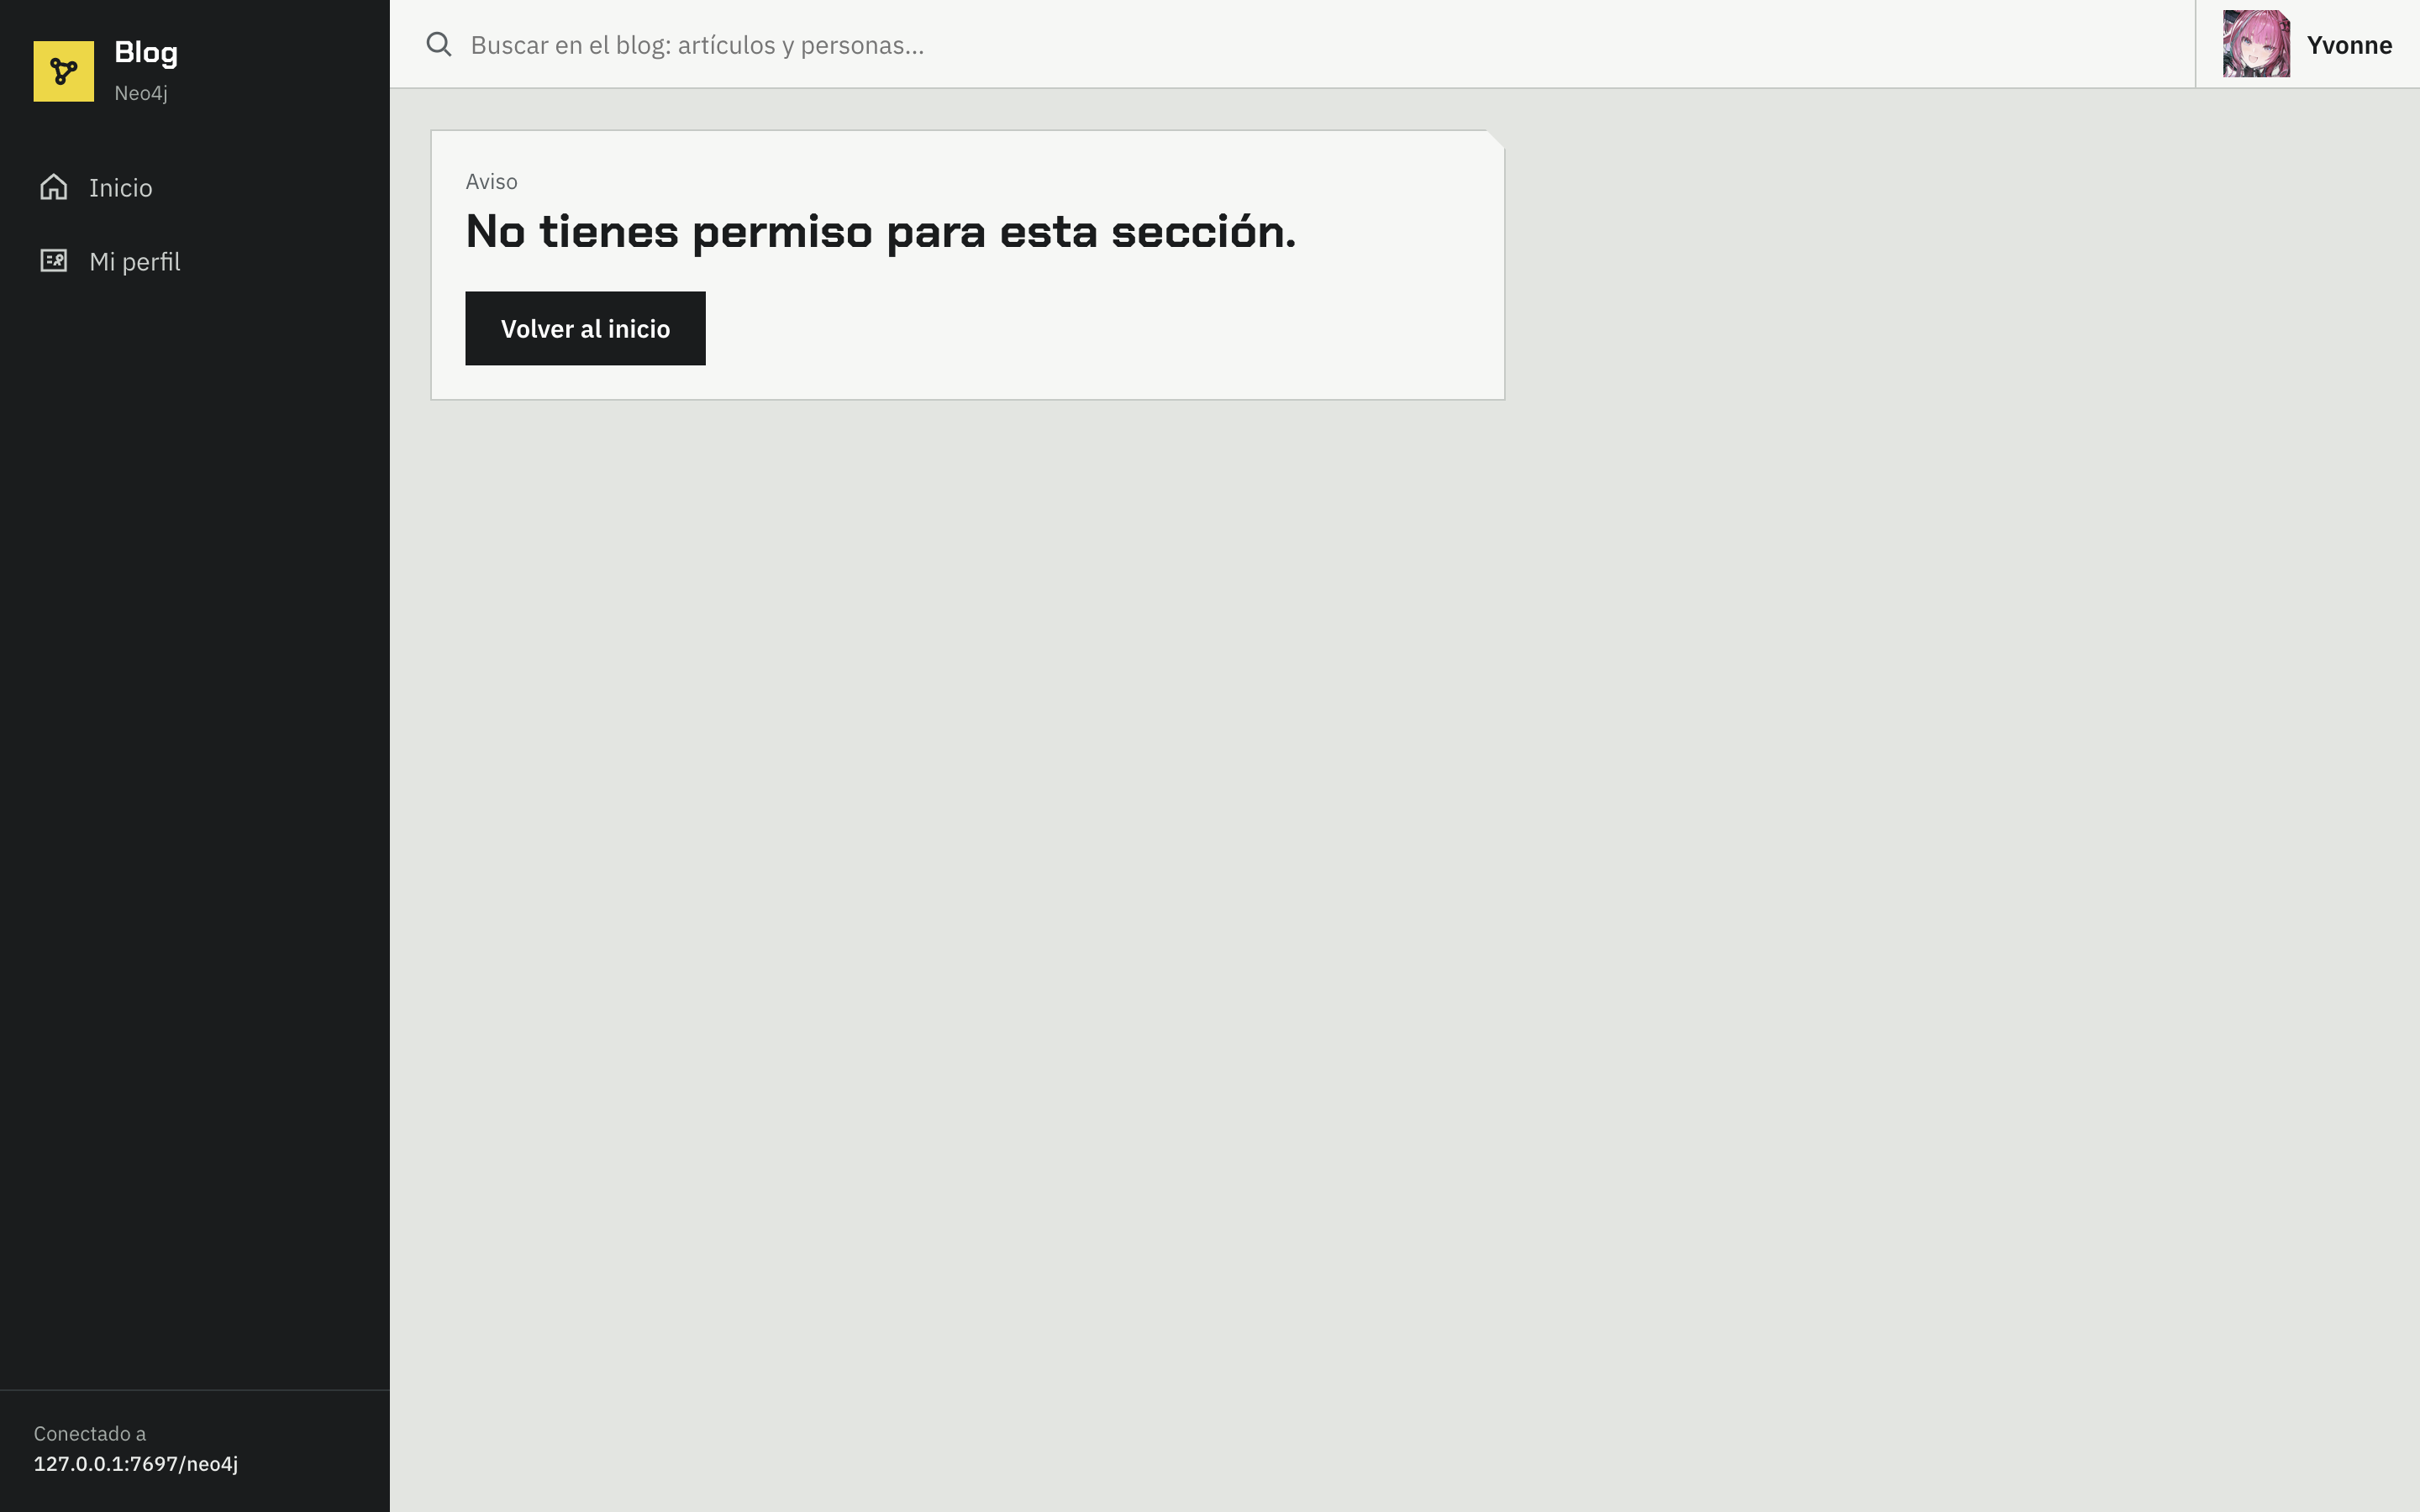 Blog
Neo4j
Inicio
Mi perfil
Conectado a
127.0.0.1:7697/neo4j
Buscar en el blog: artículos y personas...
Yvonne
Aviso
No tienes permiso para esta sección.
Volver al inicio